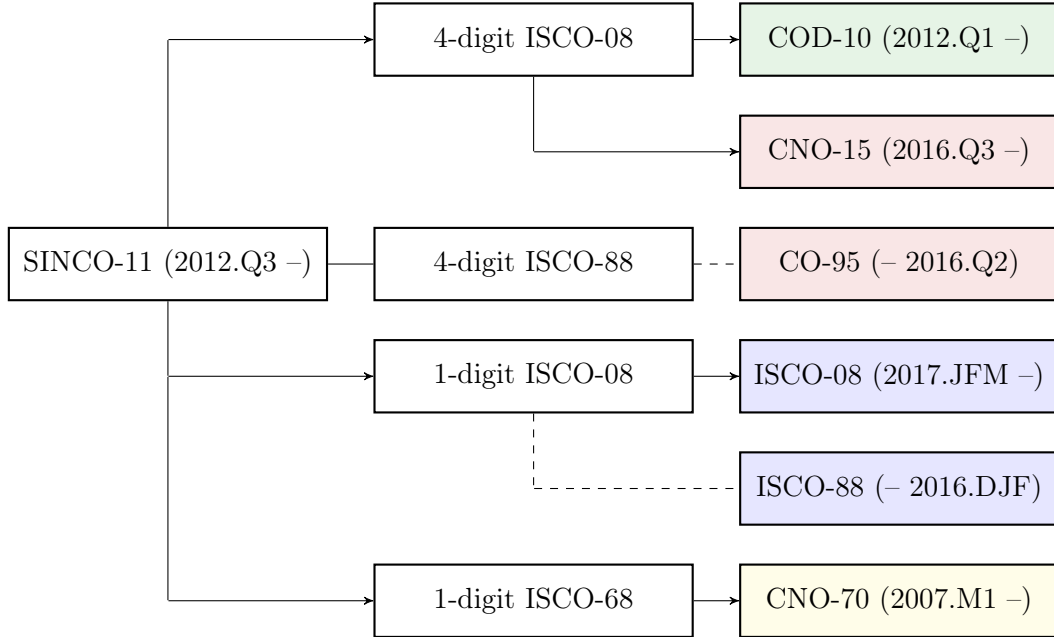 4-digit ISCO-08
COD-10 (2012.Q1 –)
CNO-15 (2016.Q3 –)
SINCO-11 (2012.Q3 –)
4-digit ISCO-88
CO-95 (– 2016.Q2)
1-digit ISCO-08
ISCO-08 (2017.JFM –)
ISCO-88 (– 2016.DJF)
1-digit ISCO-68
CNO-70 (2007.M1 –)